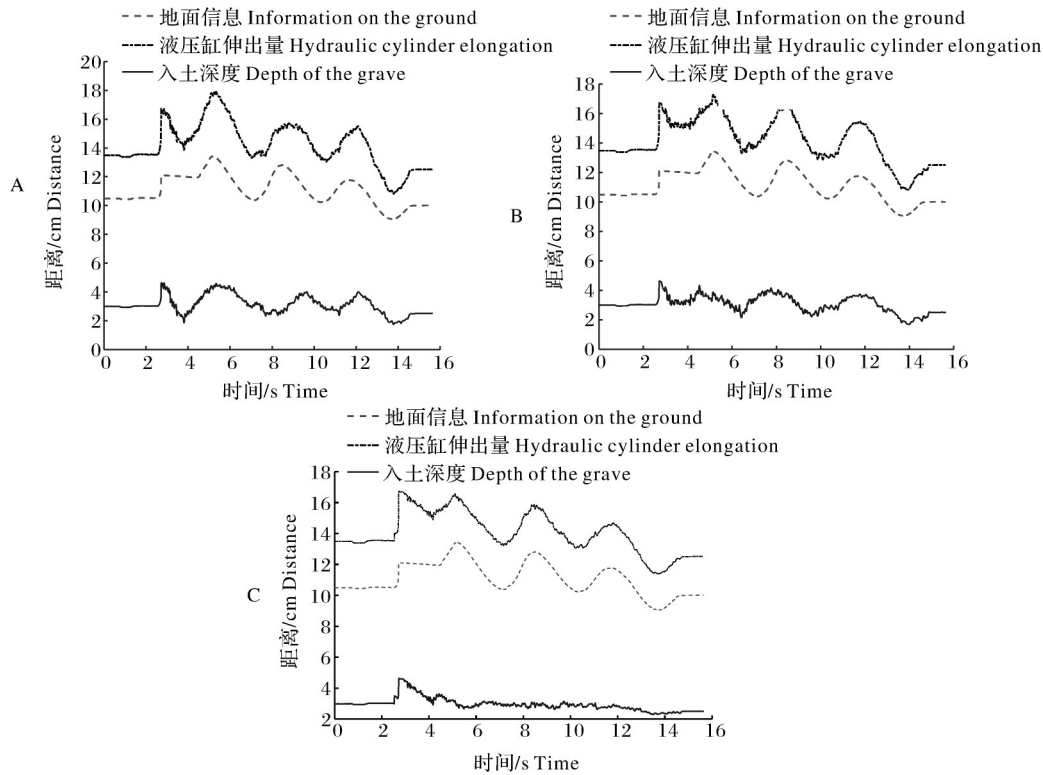 地面信息 Information on the ground
液压缸伸出量 Hydraulic cylinder elongation
入土深度 Depth of the grave
20
18
16
14
12
10
8
6
4
2
0
距离/cm Distance
A
0 2 4 6 8 10 12 14 16
时间/s Time
地面信息 Information on the ground
液压缸伸出量 Hydraulic cylinder elongation
入土深度 Depth of the grave
18
16
14
12
10
8
6
4
2
0
距离/cm Distance
B
0 2 4 6 8 10 12 14 16
时间/s Time
地面信息 Information on the ground
液压缸伸出量 Hydraulic cylinder elongation
入土深度 Depth of the grave
18
16
14
12
10
8
6
4
2
距离/cm Distance
C
0 2 4 6 8 10 12 14 16
时间/s Time